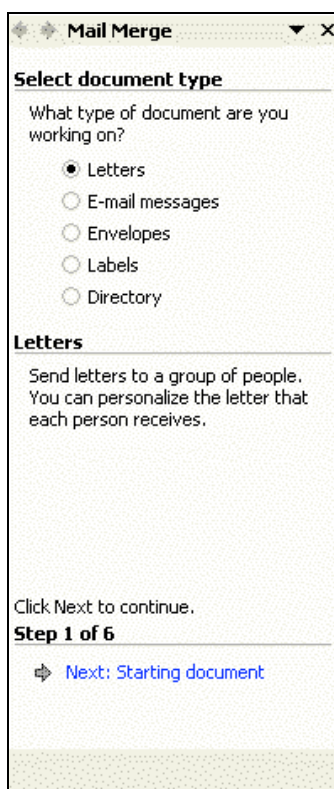 Mail Merge
Select document type
What type of document are you
working on?
Letters
E-mail messages
Envelopes
Labels
Directory
Letters
Send letters to a group of people.
You can personalize the letter that
each person receives.
Click Next to continue.
Step 1 of 6
Next: Starting document